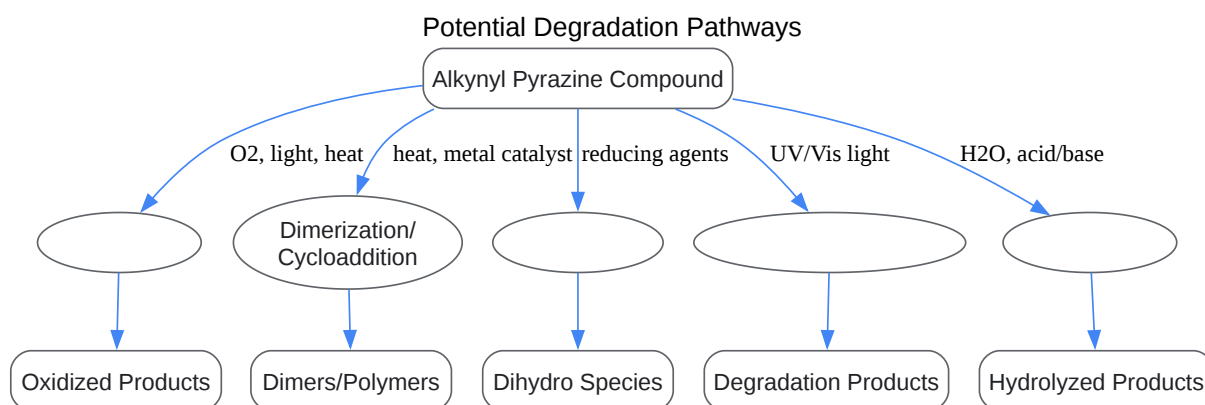 Potential Degradation Pathways
Alkynyl Pyrazine Compound
O2, light, heat
heat, metal catalyst
reducing agents
UV/Vis light
H2O, acid/base
Dimerization/
Cycloaddition
Oxidized Products
Dimers/Polymers
Dihydro Species
Degradation Products
Hydrolyzed Products